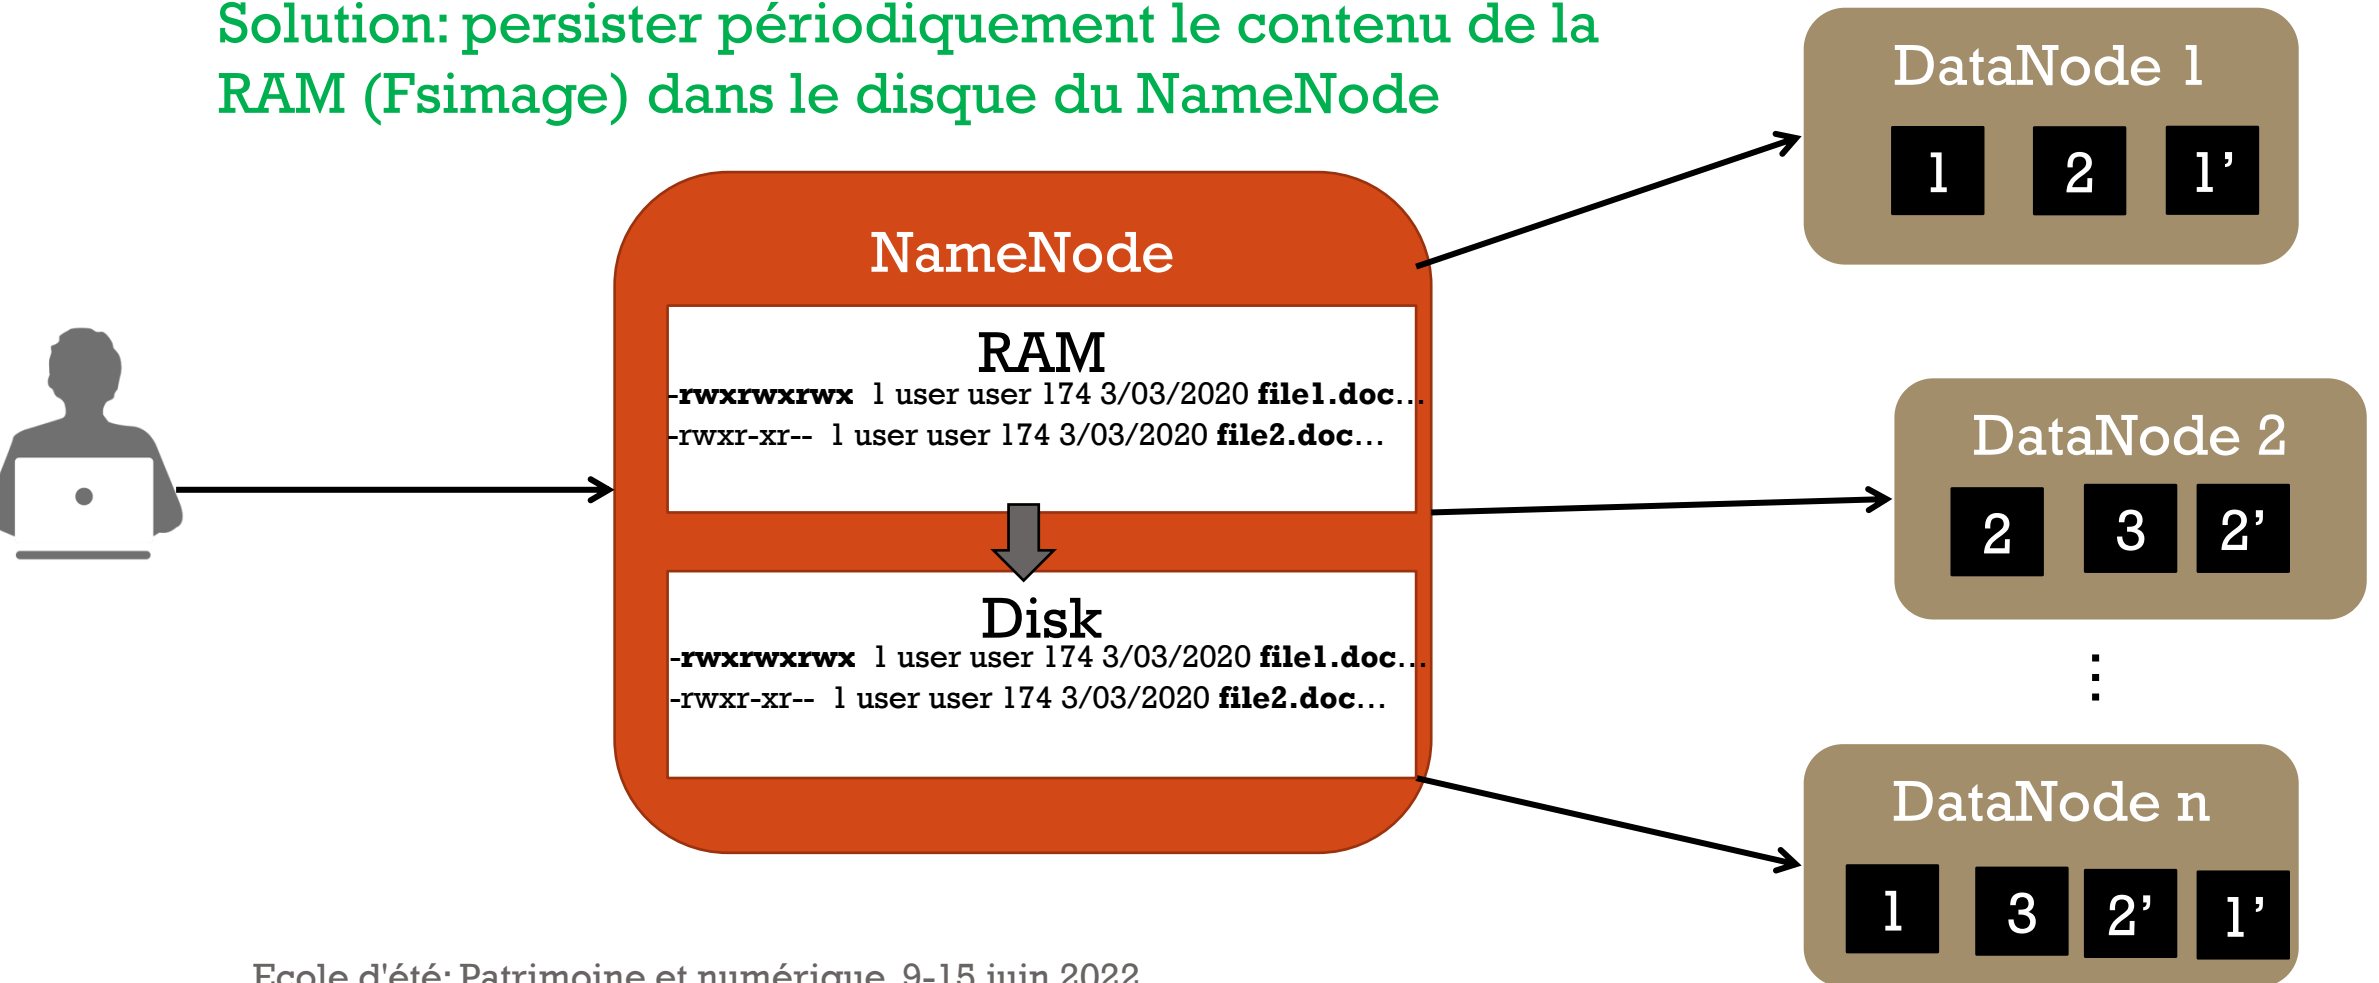 Solution: persister périodiquement le contenu de la
RAM (Fsimage) dans le disque du NameNode
NameNode
RAM
-rwxrwxrwx 1 user user 174 3/03/2020 file1.doc...
-rwxr-xr-- 1 user user 174 3/03/2020 file2.doc...
Disk
-rwxrwxrwx 1 user user 174 3/03/2020 file1.doc...
-rwxr-xr-- 1 user user 174 3/03/2020 file2.doc...
DataNode 1
1 2 1’
DataNode 2
2 3 2’
⋮
DataNode n
1 3 2’ 1’
Ecole d'été: Patrimoine et numérique, 9-15 juin 2022